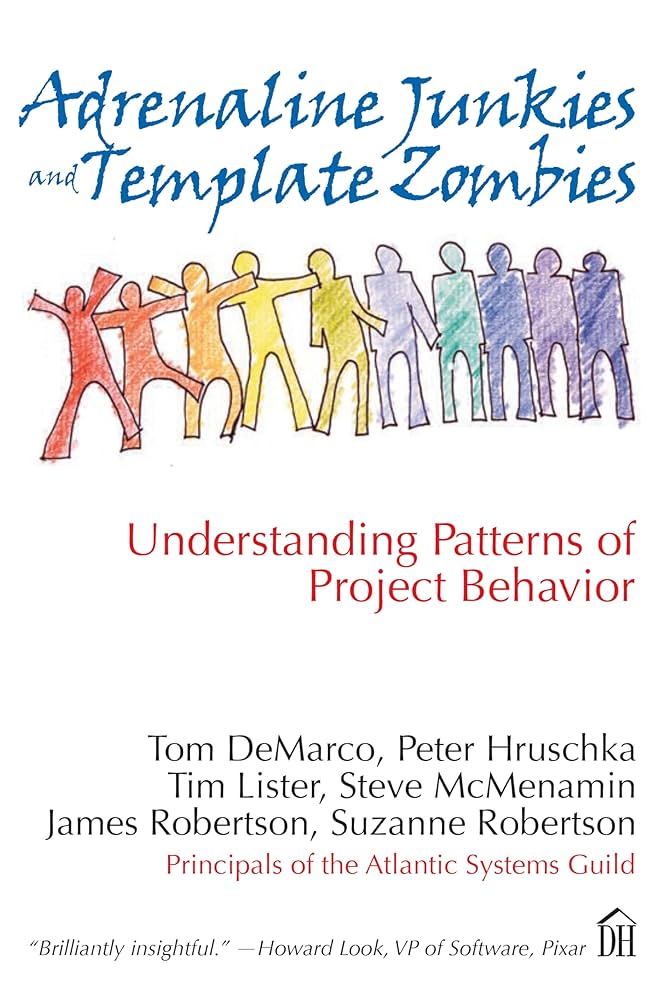 Adrenaline Junkies
and Template Zombies
Understanding Patterns of
Project Behavior
Tom DeMarco, Peter Hruschka
Tim Lister, Steve McMenamin
James Robertson, Suzanne Robertson
Principals of the Atlantic Systems Guild
“Brilliantly insightful.” —Howard Look, VP of Software, Pixar
DH